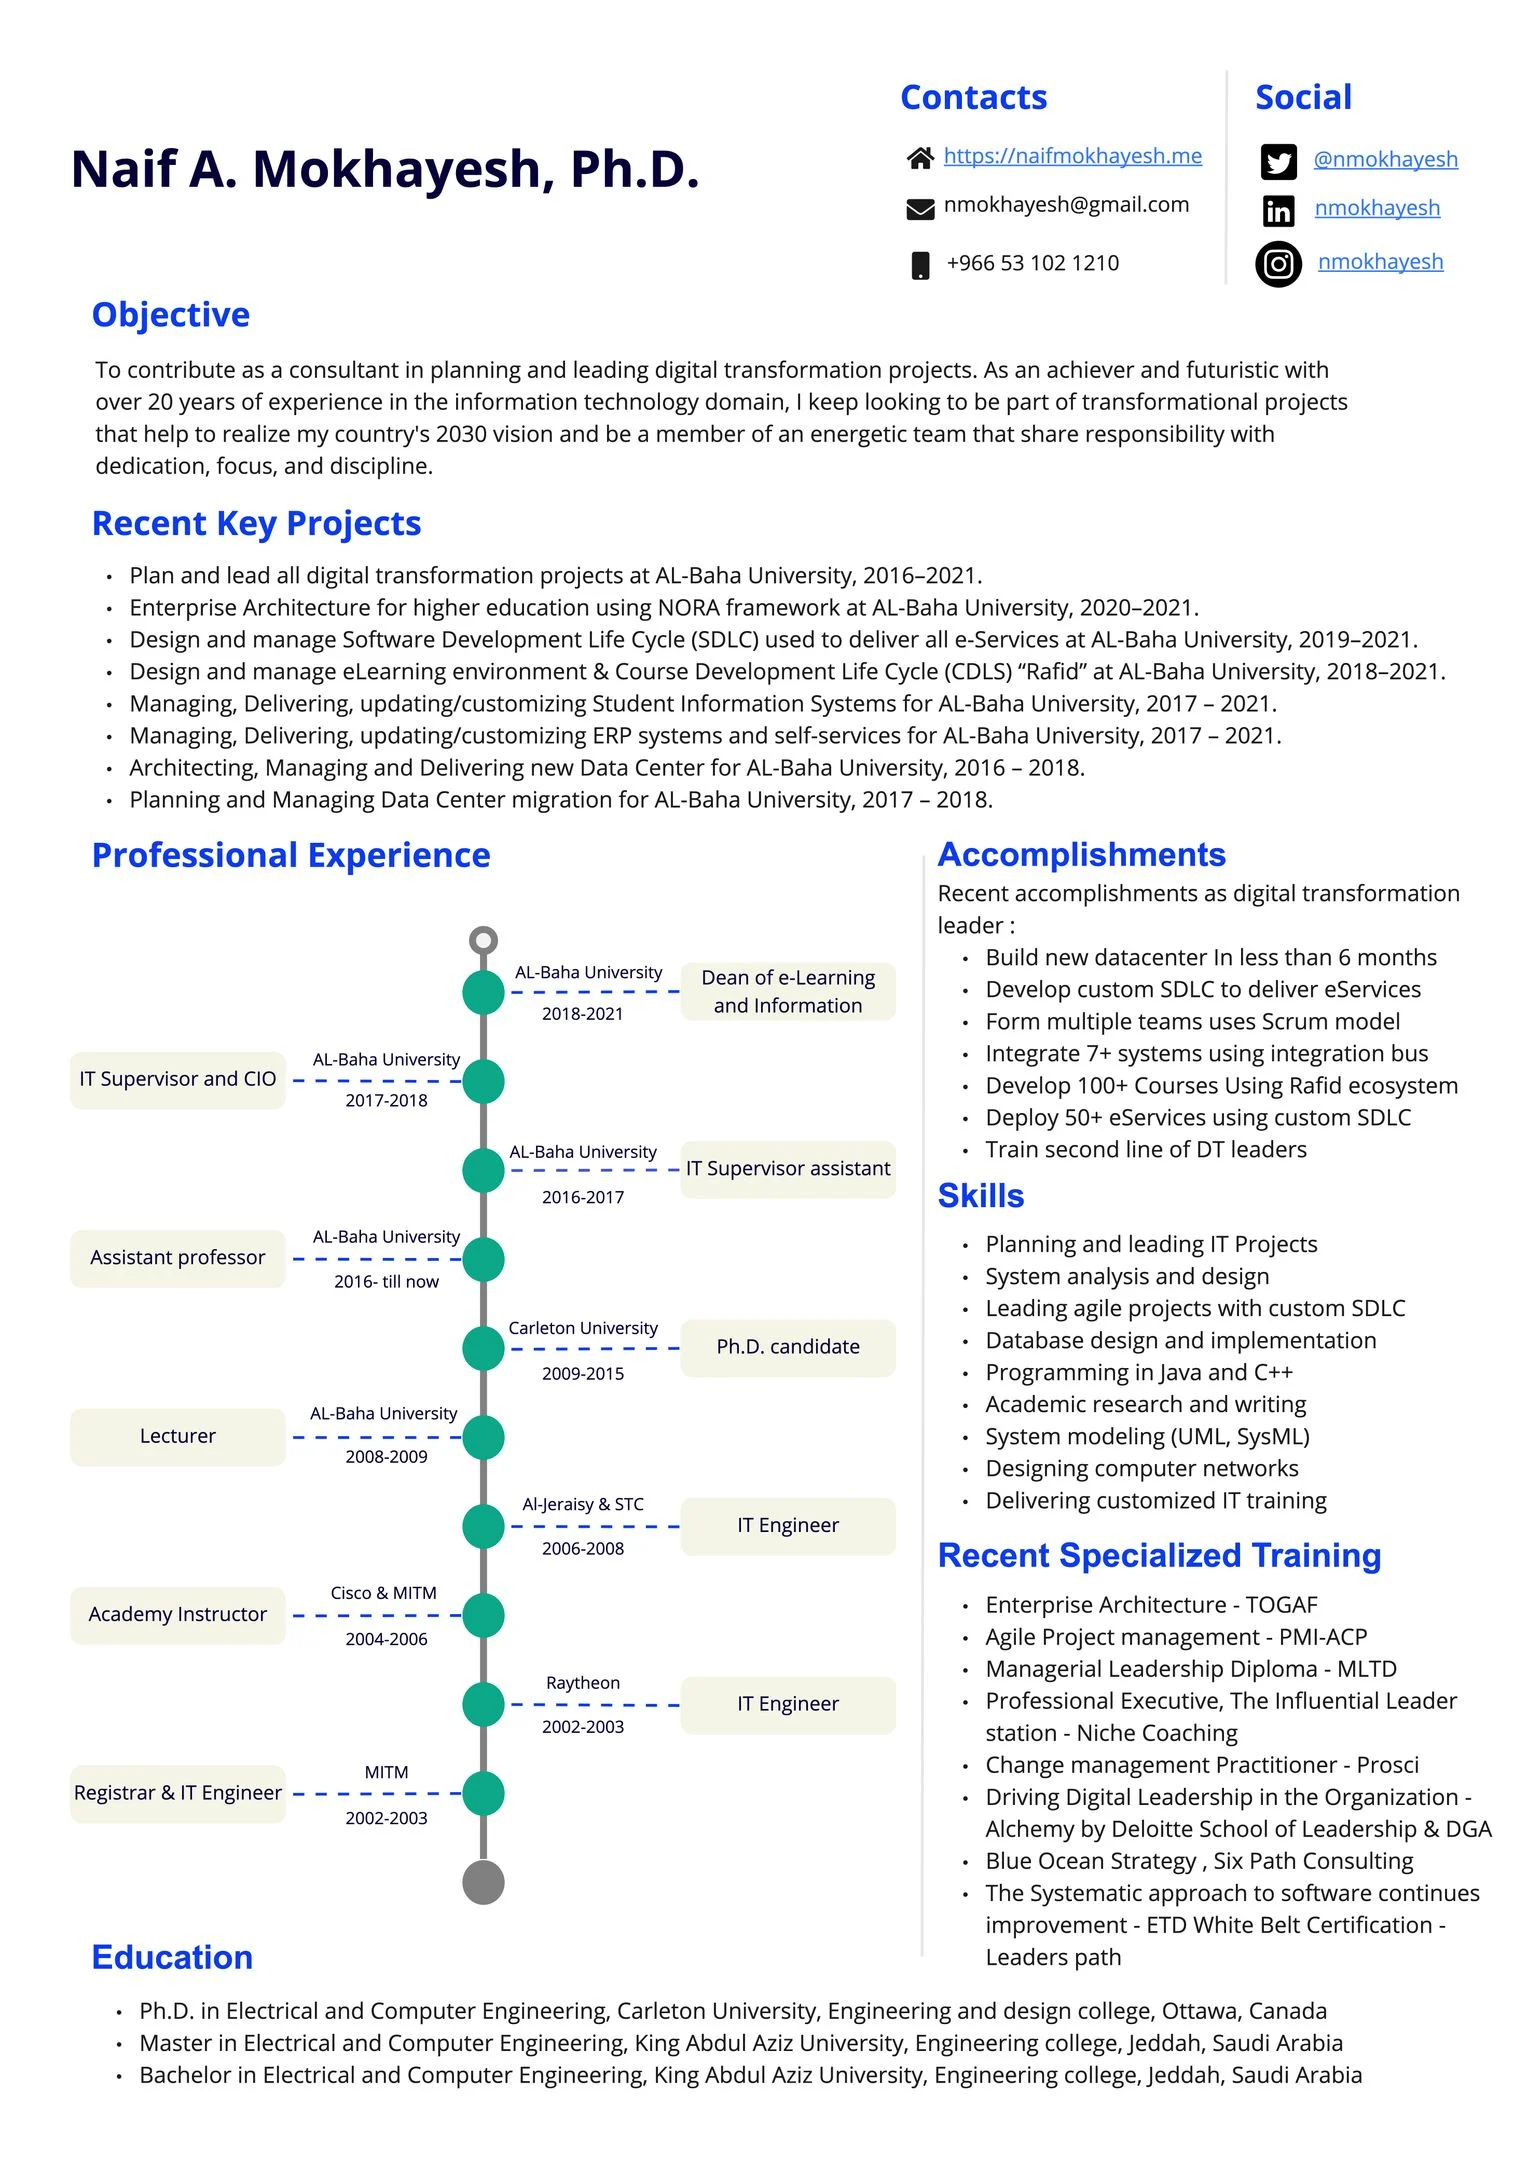 Naif A. Mokhayesh, Ph.D.
Contacts
https://naifmokhayesh.me
nmokhayesh@gmail.com
+966 53 102 1210
Social
@nmokhayesh
nmokhayesh
nmokhayesh
Objective
To contribute as a consultant in planning and leading digital transformation projects. As an achiever and futuristic with
over 20 years of experience in the information technology domain, I keep looking to be part of transformational projects
that help to realize my country's 2030 vision and be a member of an energetic team that share responsibility with
dedication, focus, and discipline.
Recent Key Projects
• Plan and lead all digital transformation projects at AL-Baha University, 2016–2021.
• Enterprise Architecture for higher education using NORA framework at AL-Baha University, 2020–2021.
• Design and manage Software Development Life Cycle (SDLC) used to deliver all e-Services at AL-Baha University, 2019–2021.
• Design and manage eLearning environment & Course Development Life Cycle (CDLS) “Rafid” at AL-Baha University, 2018–2021.
• Managing, Delivering, updating/customizing Student Information Systems for AL-Baha University, 2017 – 2021.
• Managing, Delivering, updating/customizing ERP systems and self-services for AL-Baha University, 2017 – 2021.
• Architecting, Managing and Delivering new Data Center for AL-Baha University, 2016 – 2018.
• Planning and Managing Data Center migration for AL-Baha University, 2017 – 2018.
Professional Experience
AL-Baha University
2018-2021
Dean of e-Learning
and Information
IT Supervisor and CIO
AL-Baha University
2017-2018
AL-Baha University
2016-2017
IT Supervisor assistant
Assistant professor
AL-Baha University
2016- till now
Carleton University
2009-2015
Ph.D. candidate
Lecturer
AL-Baha University
2008-2009
Al-Jeraisy & STC
2006-2008
IT Engineer
Academy Instructor
Cisco & MITM
2004-2006
Raytheon
2002-2003
IT Engineer
Registrar & IT Engineer
MITM
2002-2003
Accomplishments
Recent accomplishments as digital transformation
leader :
• Build new datacenter In less than 6 months
• Develop custom SDLC to deliver eServices
• Form multiple teams uses Scrum model
• Integrate 7+ systems using integration bus
• Develop 100+ Courses Using Rafid ecosystem
• Deploy 50+ eServices using custom SDLC
• Train second line of DT leaders
Skills
• Planning and leading IT Projects
• System analysis and design
• Leading agile projects with custom SDLC
• Database design and implementation
• Programming in Java and C++
• Academic research and writing
• System modeling (UML, SysML)
• Designing computer networks
• Delivering customized IT training
Recent Specialized Training
• Enterprise Architecture - TOGAF
• Agile Project management - PMI-ACP
• Managerial Leadership Diploma - MLTD
• Professional Executive, The Influential Leader
station - Niche Coaching
• Change management Practitioner - Prosci
• Driving Digital Leadership in the Organization -
Alchemy by Deloitte School of Leadership & DGA
• Blue Ocean Strategy , Six Path Consulting
• The Systematic approach to software continues
improvement - ETD White Belt Certification -
Leaders path
Education
• Ph.D. in Electrical and Computer Engineering, Carleton University, Engineering and design college, Ottawa, Canada
• Master in Electrical and Computer Engineering, King Abdul Aziz University, Engineering college, Jeddah, Saudi Arabia
• Bachelor in Electrical and Computer Engineering, King Abdul Aziz University, Engineering college, Jeddah, Saudi Arabia